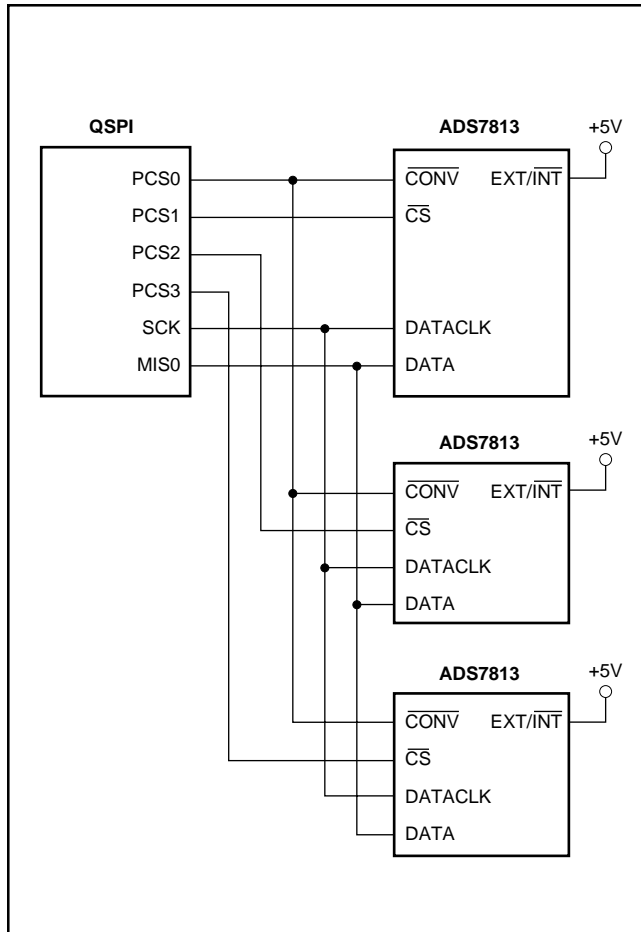 QSPI
PCS0
PCS1
PCS2
PCS3
SCK
MIS0
ADS7813
+5V
CONV EXT/INT
CS
DATACLK
DATA
ADS7813
+5V
CONV EXT/INT
CS
DATACLK
DATA
ADS7813
+5V
CONV EXT/INT
CS
DATACLK
DATA